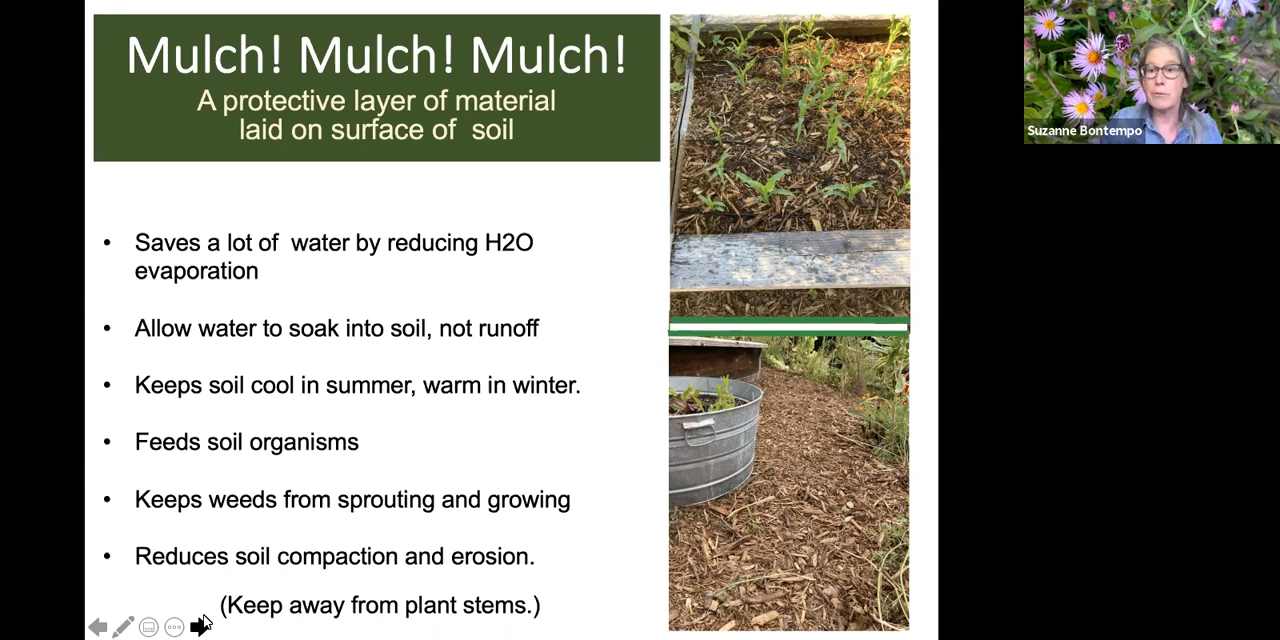 Mulch! Mulch! Mulch!
A protective layer of material
laid on surface of soil
• Saves a lot of water by reducing H2O
evaporation
• Allow water to soak into soil, not runoff
• Keeps soil cool in summer, warm in winter.
• Feeds soil organisms
• Keeps weeds from sprouting and growing
• Reduces soil compaction and erosion.
(Keep away from plant stems.)
Suzanne Bontempo